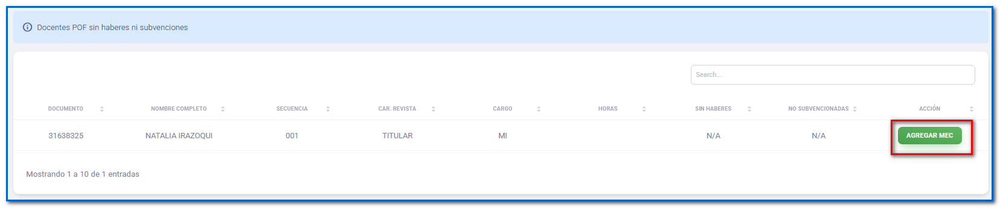 Docentes POF sin haberes ni subvenciones
Search...
DOCUMENTO NOMBRE COMPLETO SECUENCIA CAR. REVISTA CARGO HORAS SIN HABERES NO SUBVENCIONADAS ACCIÓN
31638325 NATALIA IRAZOQUI 001 TITULAR MI N/A N/A AGREGAR MEC
Mostrando 1 a 10 de 1 entradas